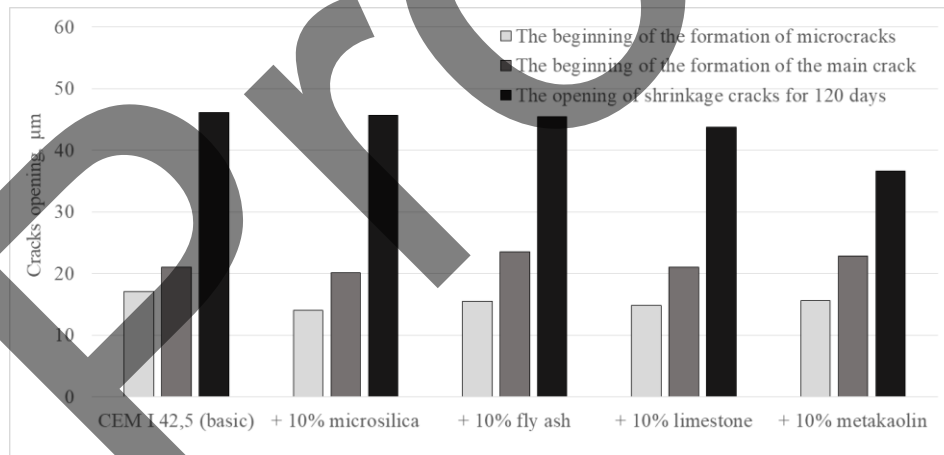 60
The beginning of the formation of microcracks
The beginning of the formation of the main crack
50
The opening of shrinkage cracks for 120 days
40
Cracks opening, μm
30
20
10
0
CEM I 42,5 (basic) + 10% microsilica + 10% fly ash + 10% limestone + 10% metakaolin
Pro